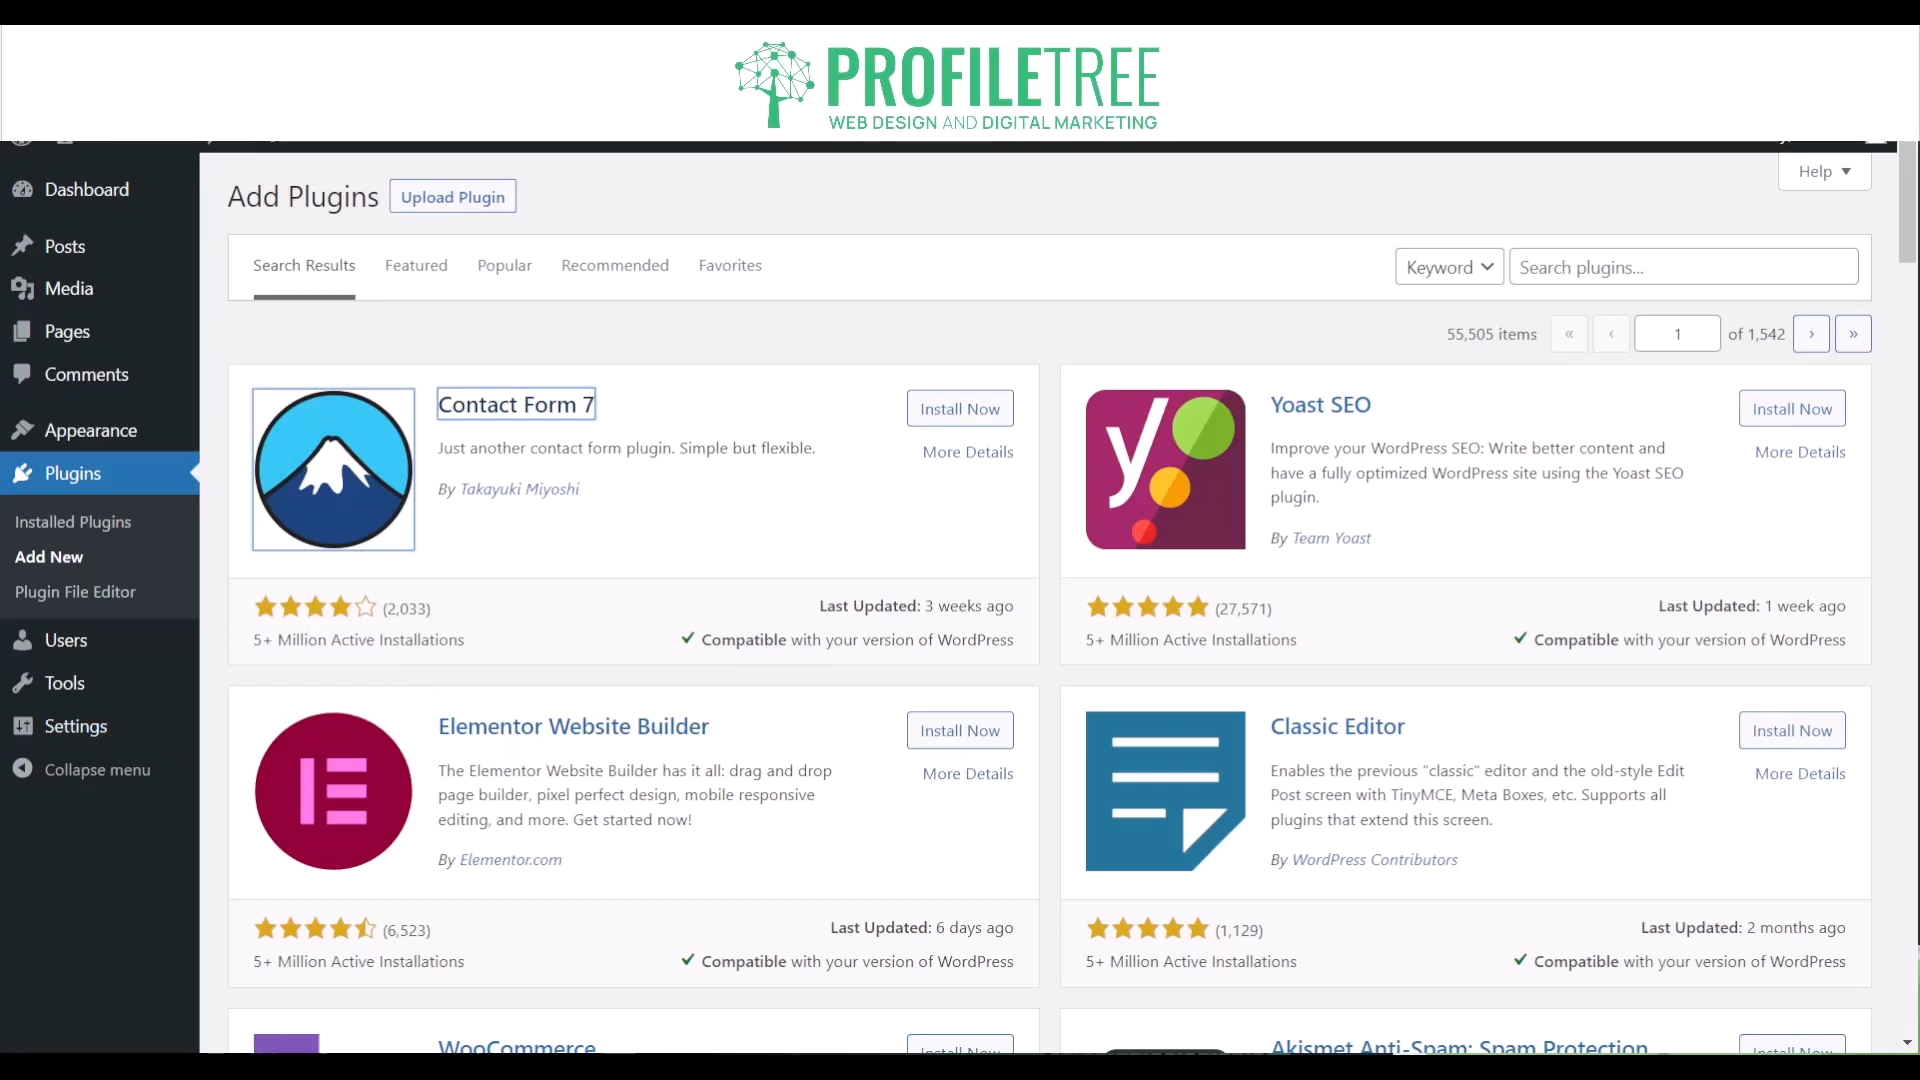 PROFILETREE
WEB DESIGN AND DIGITAL MARKETING
Help
Dashboard
Posts
Media
Pages
Comments
Appearance
Plugins
Installed Plugins
Add New
Plugin File Editor
Users
Tools
Settings
Collapse menu
Add Plugins
Upload Plugin
Search Results
Featured
Popular
Recommended
Favorites
Keyword
Search plugins...
55,505 items
«
‹
1
of 1,542
›
»
Contact Form 7
Install Now
More Details
Just another contact form plugin. Simple but flexible.
By Takayuki Miyoshi
(2,033)
Last Updated: 3 weeks ago
5+ Million Active Installations
Compatible with your version of WordPress
Yoast SEO
Install Now
More Details
Improve your WordPress SEO: Write better content and
have a fully optimized WordPress site using the Yoast SEO
plugin.
By Team Yoast
y
(27,571)
Last Updated: 1 week ago
5+ Million Active Installations
Compatible with your version of WordPress
Elementor Website Builder
Install Now
More Details
The Elementor Website Builder has it all: drag and drop
page builder, pixel perfect design, mobile responsive
editing, and more. Get started now!
By Elementor.com
(6,523)
Last Updated: 6 days ago
5+ Million Active Installations
Compatible with your version of WordPress
Classic Editor
Install Now
More Details
Enables the previous "classic" editor and the old-style Edit
Post screen with TinyMCE, Meta Boxes, etc. Supports all
plugins that extend this screen.
By WordPress Contributors
(1,129)
Last Updated: 2 months ago
5+ Million Active Installations
Compatible with your version of WordPress
WooCommerce
Install Now
Akismet Anti-Spam: Spam Protection
Install Now